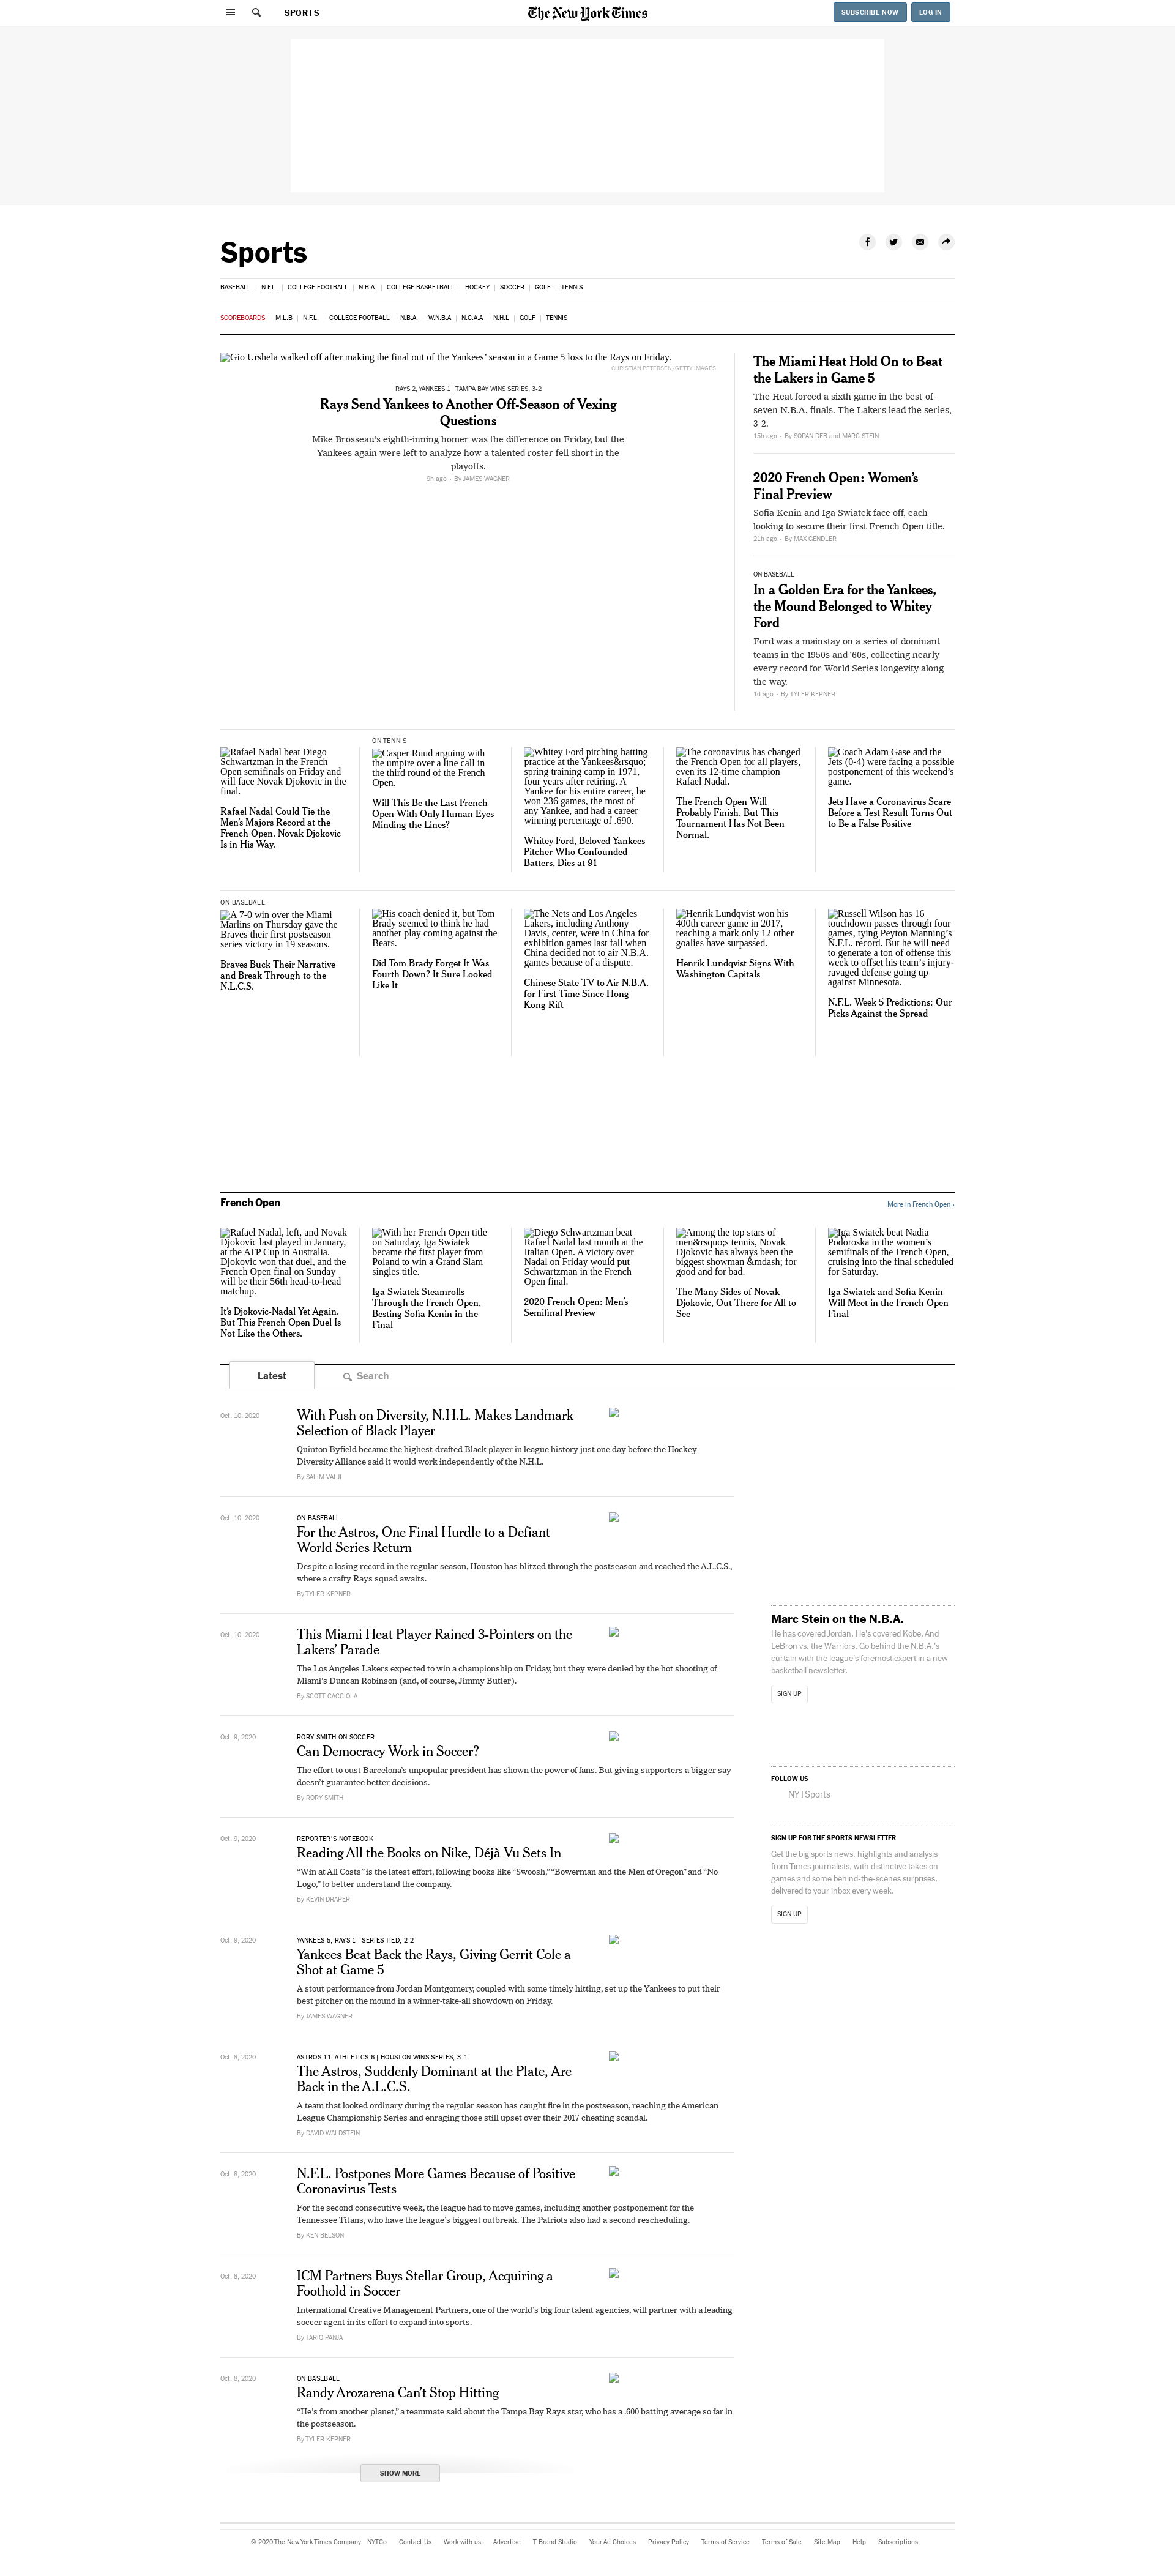 SPORTS
The New York Times
SUBSCRIBE NOW
LOG IN
Sports
BASEBALL | N.F.L. | COLLEGE FOOTBALL | N.B.A. | COLLEGE BASKETBALL | HOCKEY | SOCCER | GOLF | TENNIS
SCOREBOARDS | M.L.B | N.F.L. | COLLEGE FOOTBALL | N.B.A. | W.N.B.A | N.C.A.A | N.H.L | GOLF | TENNIS
Gio Urshela walked off after making the final out of the Yankees' season in a Game 5 loss to the Rays on Friday.
CHRISTIAN PETERSEN/GETTY IMAGES
RAYS 2, YANKEES 1 | TAMPA BAY WINS SERIES, 3-2
Rays Send Yankees to Another Off-Season of Vexing
Questions
Mike Brosseau's eighth-inning homer was the difference on Friday, but the
Yankees again were left to analyze how a talented roster fell short in the
playoffs.
9h ago • By JAMES WAGNER
The Miami Heat Hold On to Beat
the Lakers in Game 5
The Heat forced a sixth game in the best-of-
seven N.B.A. finals. The Lakers lead the series,
3-2.
15h ago • By SOPAN DEB and MARC STEIN
2020 French Open: Women's
Final Preview
Sofia Kenin and Iga Swiatek face off, each
looking to secure their first French Open title.
21h ago • By MAX GENDLER
ON BASEBALL
In a Golden Era for the Yankees,
the Mound Belonged to Whitey
Ford
Ford was a mainstay on a series of dominant
teams in the 1950s and '60s, collecting nearly
every record for World Series longevity along
the way.
1d ago • By TYLER KEPNER
Rafael Nadal beat Diego
Schwartzman in the French
Open semifinals on Friday and
will face Novak Djokovic in the
final.
Rafael Nadal Could Tie the
Men's Majors Record at the
French Open. Novak Djokovic
Is in His Way.
ON TENNIS
Casper Ruud arguing with
the umpire over a line call in
the third round of the French
Open.
Will This Be the Last French
Open With Only Human Eyes
Minding the Lines?
Whitey Ford pitching batting
practice at the Yankees&rsquo;
spring training camp in 1971,
four years after retiring. A
Yankee for his entire career, he
won 236 games, the most of
any Yankee, and had a career
winning percentage of .690.
Whitey Ford, Beloved Yankees
Pitcher Who Confounded
Batters, Dies at 91
The coronavirus has changed
the French Open for all players,
even its 12-time champion
Rafael Nadal.
The French Open Will
Probably Finish. But This
Tournament Has Not Been
Normal.
Coach Adam Gase and the
Jets (0-4) were facing a possible
postponement of this weekend's
game.
Jets Have a Coronavirus Scare
Before a Test Result Turns Out
to Be a False Positive
ON BASEBALL
A 7-0 win over the Miami
Marlins on Thursday gave the
Braves their first postseason
series victory in 19 seasons.
Braves Buck Their Narrative
and Break Through to the
N.L.C.S.
His coach denied it, but Tom
Brady seemed to think he had
another play coming against the
Bears.
Did Tom Brady Forget It Was
Fourth Down? It Sure Looked
Like It
The Nets and Los Angeles
Lakers, including Anthony
Davis, center, were in China for
exhibition games last fall when
China decided not to air N.B.A.
games because of a dispute.
Chinese State TV to Air N.B.A.
for First Time Since Hong
Kong Rift
Henrik Lundqvist won his
400th career game in 2017,
reaching a mark only 12 other
goalies have surpassed.
Henrik Lundqvist Signs With
Washington Capitals
Russell Wilson has 16
touchdown passes through four
games, tying Peyton Manning's
N.F.L. record. But he will need
to generate a ton of offense this
week to offset his team's injury-
ravaged defense going up
against Minnesota.
N.F.L. Week 5 Predictions: Our
Picks Against the Spread
French Open
More in French Open ›
Rafael Nadal, left, and Novak
Djokovic last played in January,
at the ATP Cup in Australia.
Djokovic won that duel, and the
French Open final on Sunday
will be their 56th head-to-head
matchup.
It's Djokovic-Nadal Yet Again.
But This French Open Duel Is
Not Like the Others.
With her French Open title
on Saturday, Iga Swiatek
became the first player from
Poland to win a Grand Slam
singles title.
Iga Swiatek Steamrolls
Through the French Open,
Besting Sofia Kenin in the
Final
Diego Schwartzman beat
Rafael Nadal last month at the
Italian Open. A victory over
Nadal on Friday would put
Schwartzman in the French
Open final.
2020 French Open: Men's
Semifinal Preview
Among the top stars of
men&rsquo;s tennis, Novak
Djokovic has always been the
biggest showman &mdash; for
good and for bad.
The Many Sides of Novak
Djokovic, Out There for All to
See
Iga Swiatek beat Nadia
Podoroska in the women's
semifinals of the French Open,
cruising into the final scheduled
for Saturday.
Iga Swiatek and Sofia Kenin
Will Meet in the French Open
Final
Latest
Search
Oct. 10, 2020
With Push on Diversity, N.H.L. Makes Landmark
Selection of Black Player
Quinton Byfield became the highest-drafted Black player in league history just one day before the Hockey
Diversity Alliance said it would work independently of the N.H.L.
By SALIM VALJI
Oct. 10, 2020
ON BASEBALL
For the Astros, One Final Hurdle to a Defiant
World Series Return
Despite a losing record in the regular season, Houston has blitzed through the postseason and reached the A.L.C.S.,
where a crafty Rays squad awaits.
By TYLER KEPNER
Oct. 10, 2020
This Miami Heat Player Rained 3-Pointers on the
Lakers' Parade
The Los Angeles Lakers expected to win a championship on Friday, but they were denied by the hot shooting of
Miami's Duncan Robinson (and, of course, Jimmy Butler).
By SCOTT CACCIOLA
Oct. 9, 2020
RORY SMITH ON SOCCER
Can Democracy Work in Soccer?
The effort to oust Barcelona's unpopular president has shown the power of fans. But giving supporters a bigger say
doesn't guarantee better decisions.
By RORY SMITH
Oct. 9, 2020
REPORTER'S NOTEBOOK
Reading All the Books on Nike, Déjà Vu Sets In
“Win at All Costs” is the latest effort, following books like “Swoosh,” “Bowerman and the Men of Oregon” and “No
Logo,” to better understand the company.
By KEVIN DRAPER
Oct. 9, 2020
YANKEES 5, RAYS 1 | SERIES TIED, 2-2
Yankees Beat Back the Rays, Giving Gerrit Cole a
Shot at Game 5
A stout performance from Jordan Montgomery, coupled with some timely hitting, set up the Yankees to put their
best pitcher on the mound in a winner-take-all showdown on Friday.
By JAMES WAGNER
Oct. 8, 2020
ASTROS 11, ATHLETICS 6 | HOUSTON WINS SERIES, 3-1
The Astros, Suddenly Dominant at the Plate, Are
Back in the A.L.C.S.
A team that looked ordinary during the regular season has caught fire in the postseason, reaching the American
League Championship Series and enraging those still upset over their 2017 cheating scandal.
By DAVID WALDSTEIN
Oct. 8, 2020
N.F.L. Postpones More Games Because of Positive
Coronavirus Tests
For the second consecutive week, the league had to move games, including another postponement for the
Tennessee Titans, who have the league's biggest outbreak. The Patriots also had a second rescheduling.
By KEN BELSON
Oct. 8, 2020
ICM Partners Buys Stellar Group, Acquiring a
Foothold in Soccer
International Creative Management Partners, one of the world's big four talent agencies, will partner with a leading
soccer agent in its effort to expand into sports.
By TARIQ PANJA
Oct. 8, 2020
ON BASEBALL
Randy Arozarena Can't Stop Hitting
“He's from another planet,” a teammate said about the Tampa Bay Rays star, who has a .600 batting average so far in
the postseason.
By TYLER KEPNER
SHOW MORE
Marc Stein on the N.B.A.
He has covered Jordan. He's covered Kobe. And
LeBron vs. the Warriors. Go behind the N.B.A.'s
curtain with the league's foremost expert in a new
basketball newsletter.
SIGN UP
FOLLOW US
NYTSports
SIGN UP FOR THE SPORTS NEWSLETTER
Get the big sports news, highlights and analysis
from Times journalists, with distinctive takes on
games and some behind-the-scenes surprises,
delivered to your inbox every week.
SIGN UP
© 2020 The New York Times Company NYTCo Contact Us Work with us Advertise T Brand Studio Your Ad Choices Privacy Policy Terms of Service Terms of Sale Site Map Help Subscriptions